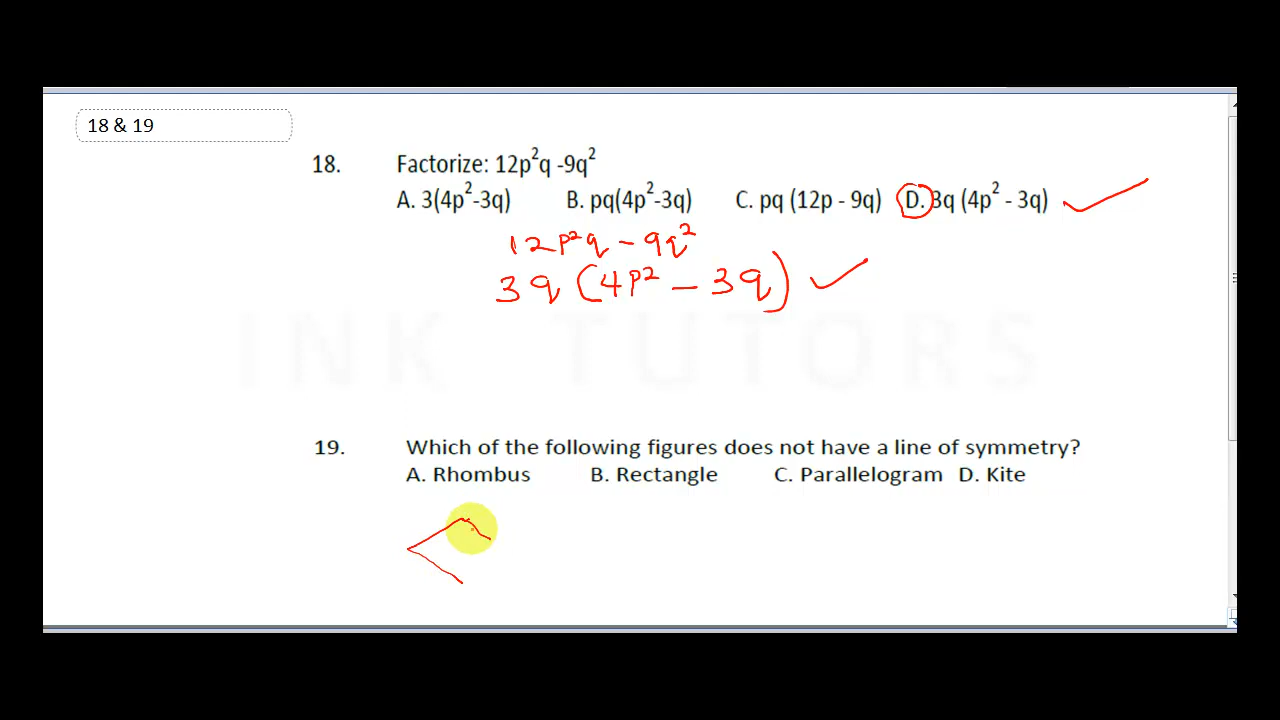 18 & 19
18. Factorize: 12p²q -9q²
A. 3(4p²-3q) B. pq(4p²-3q) C. pq (12p - 9q) D. 3q (4p² - 3q)
12p²q - 9q²
3q (4p² - 3q)
INK TUTORS
19. Which of the following figures does not have a line of symmetry?
A. Rhombus B. Rectangle C. Parallelogram D. Kite